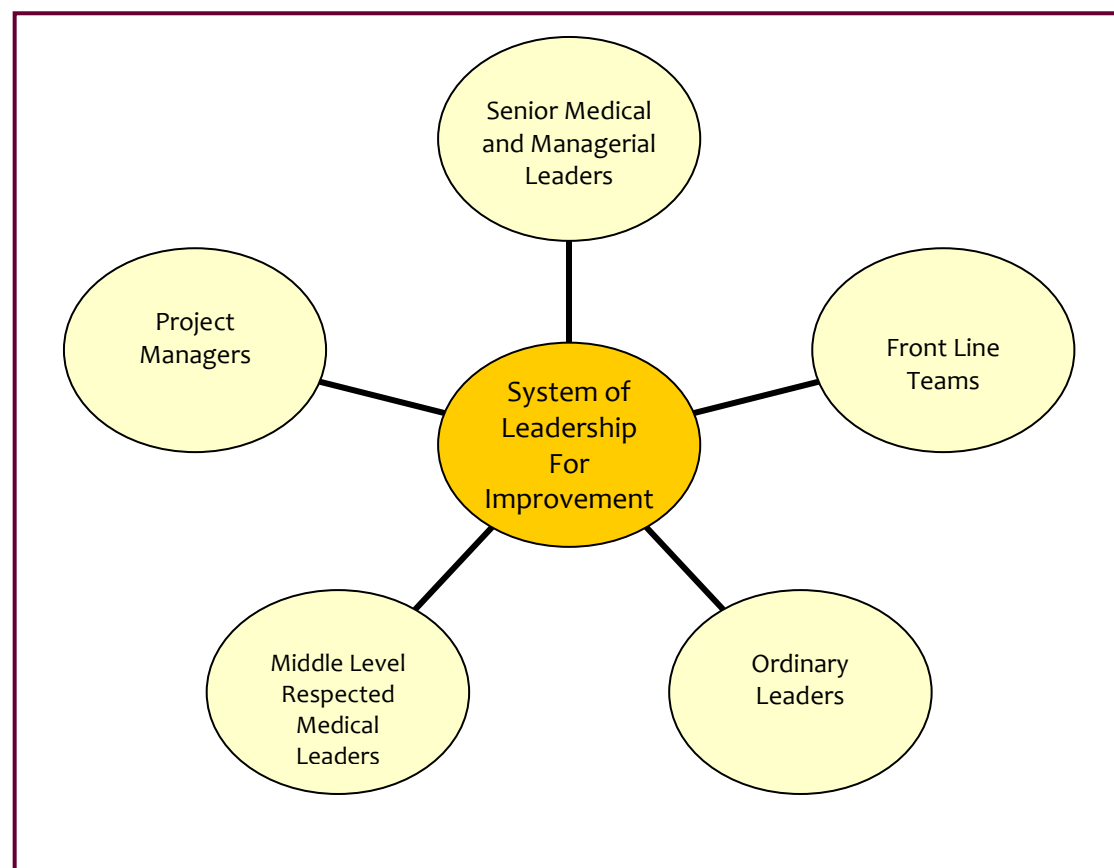 Senior Medical
and Managerial
Leaders
Project
Managers
Front Line
Teams
System of
Leadership
For
Improvement
Middle Level
Respected
Medical
Leaders
Ordinary
Leaders